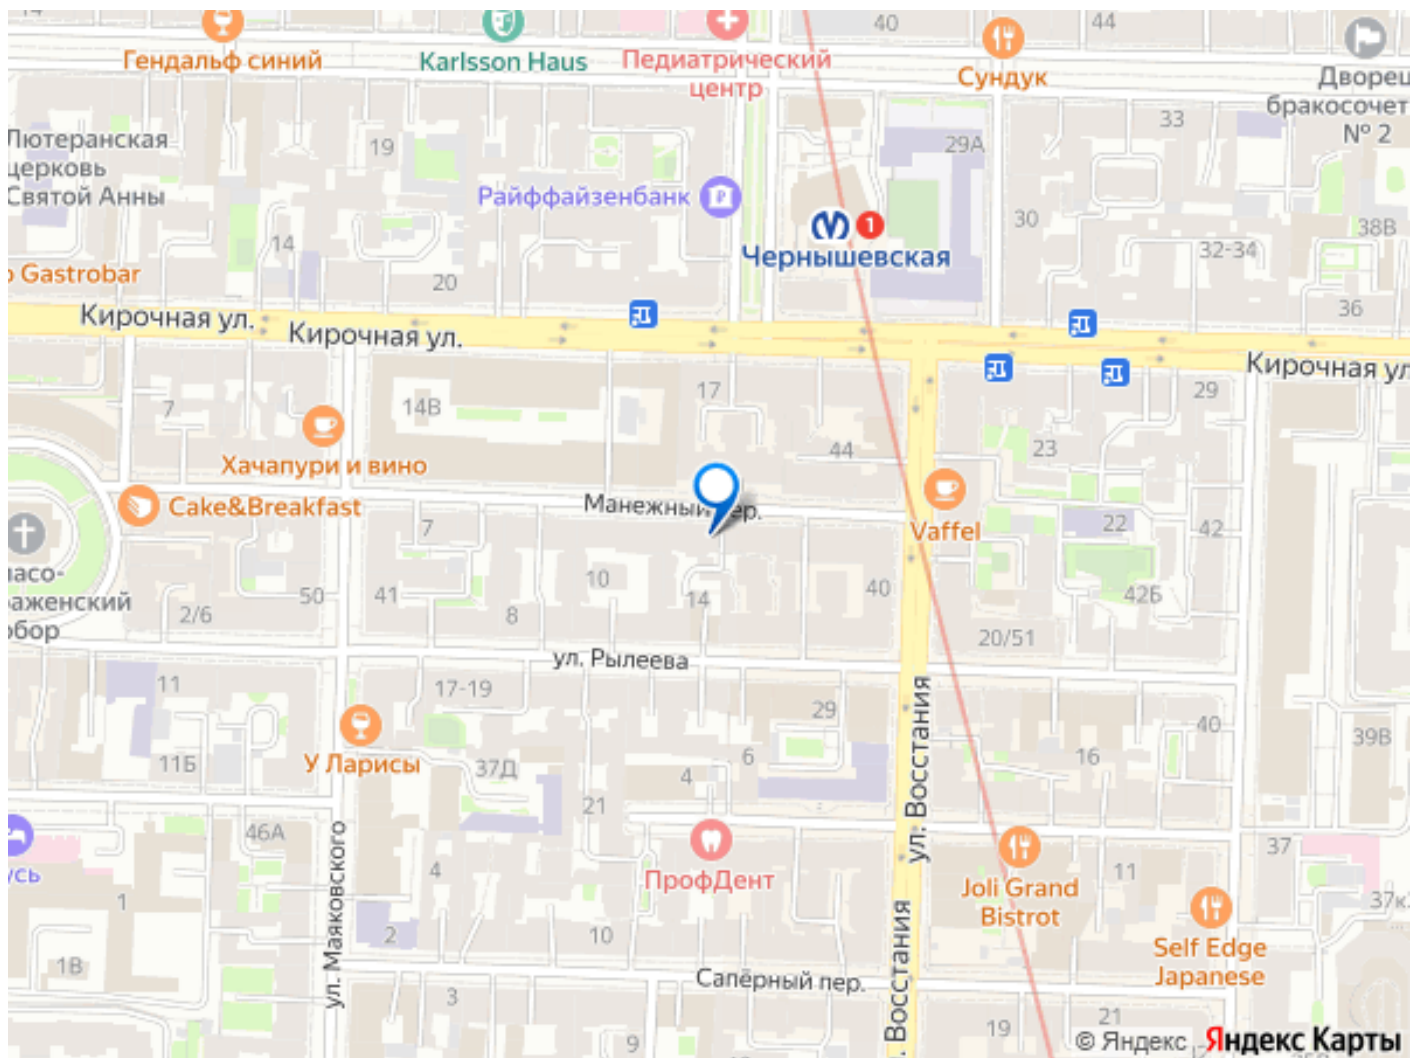 14
Гендальф синий
Karlsson Haus
Педиатрический
центр
40
Сундук
44
Дворец
бракосочет
№ 2
33
29А
19
Лютеранская
церковь
Святой Анны
Райффайзенбанк
1
Чернышевская
30
38В
32-34
14
Gastrobar
20
36
Кирочная ул.
Кирочная ул.
Кирочная ул
17
29
14В
7
44
23
Хачапури и вино
Cake&Breakfast
Манежный пер.
Vaffel
7
22
42
10
41
50
2/6
8
14
40
42Б
20/51
ул. Рылеева
11
17-19
29
40
39В
16
6
4
11Б
У Ларисы
37Д
21
ул. Восстания
46А
ул. Маяковского
4
ПрофДент
Joli Grand
Bistrot
11
37
37к
1
2
10
Self Edge
Japanese
1В
Сапёрный пер.
3
. Восстания
9
19
21
© Яндекс Яндекс Карты